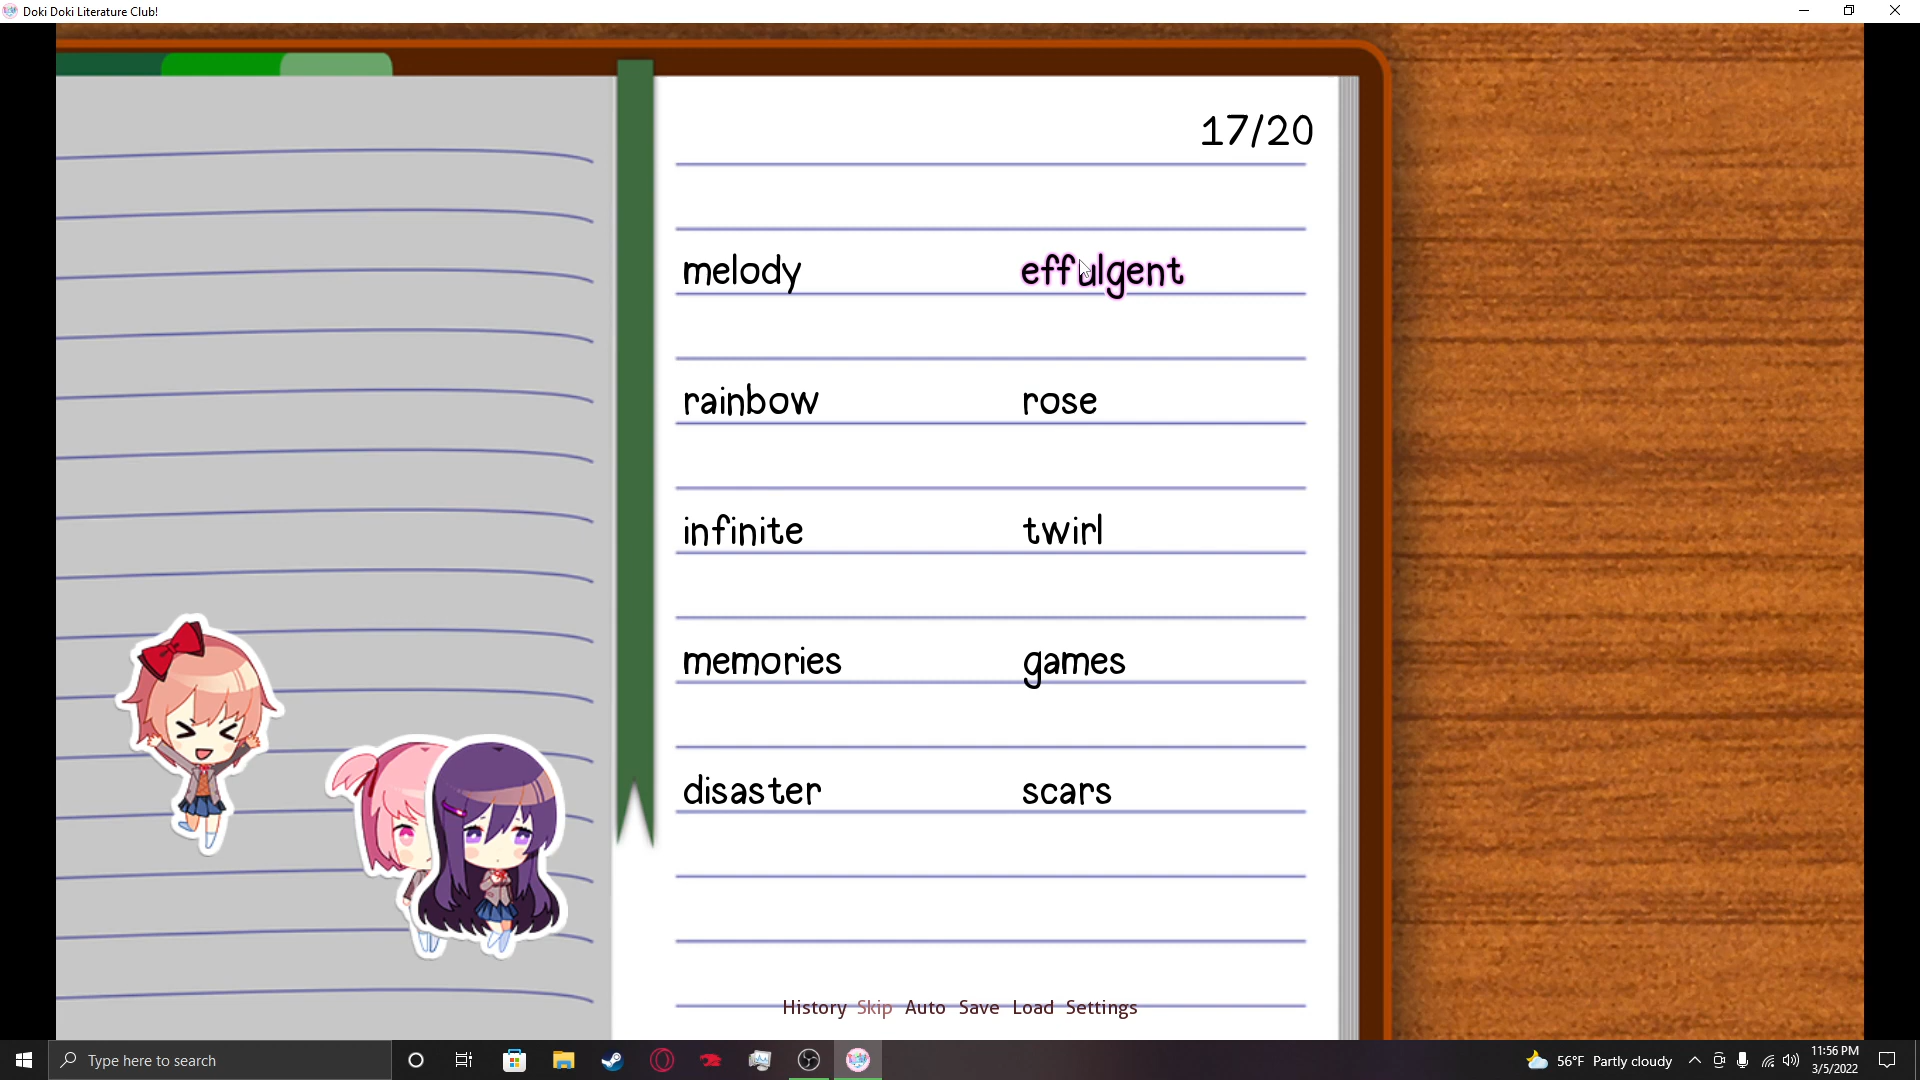 Doki Doki Literature Club!
17/20
melody effulgent
rainbow rose
infinite twirl
memories games
disaster scars
History Skip Auto Save Load Settings
Type here to search
56°F Partly cloudy
11:56 PM
3/5/2022